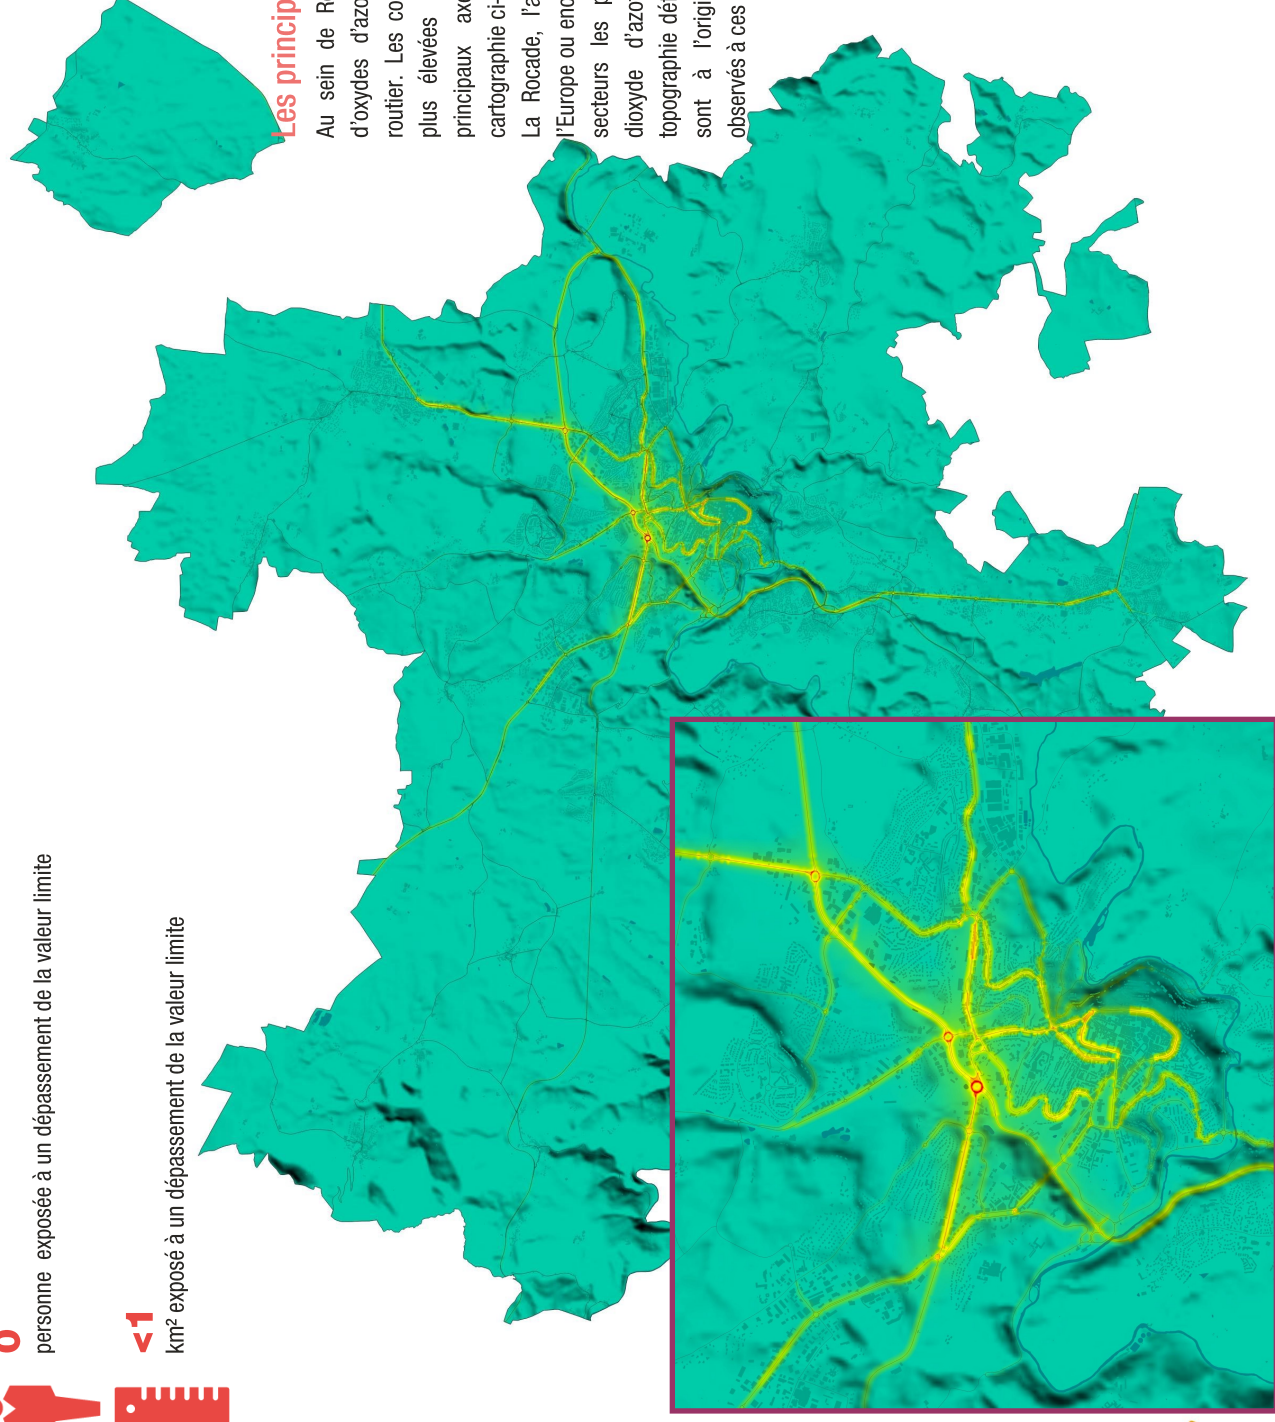 0
personne exposée à un dépassement de la valeur limite
<1
km² exposé à un dépassement de la valeur limite
Les princip
Au sein de R
d'oxydes d'azo
routier. Les co
plus élevées
principaux axe
cartographie ci-
La Rocade, l'a
l'Europe ou enc
secteurs les p
dioxyde d'azo
topographie dé
sont à l'origi
observés à ces